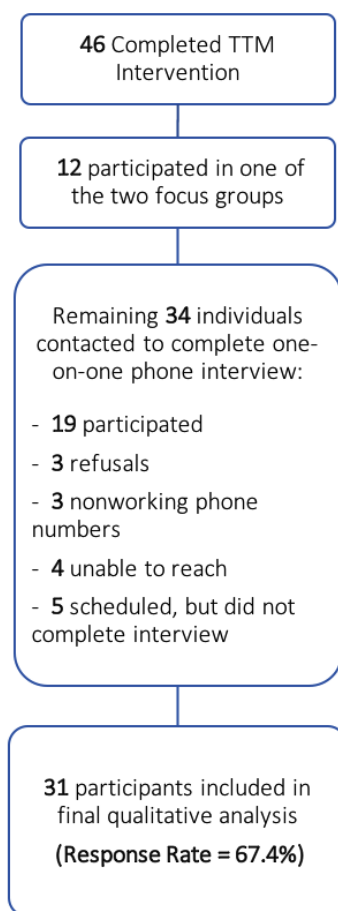 46 Completed TTM
Intervention
12 participated in one of
the two focus groups
Remaining 34 individuals
contacted to complete one-
on-one phone interview:
- 19 participated
- 3 refusals
- 3 nonworking phone
numbers
- 4 unable to reach
- 5 scheduled, but did not
complete interview
31 participants included in
final qualitative analysis
(Response Rate = 67.4%)